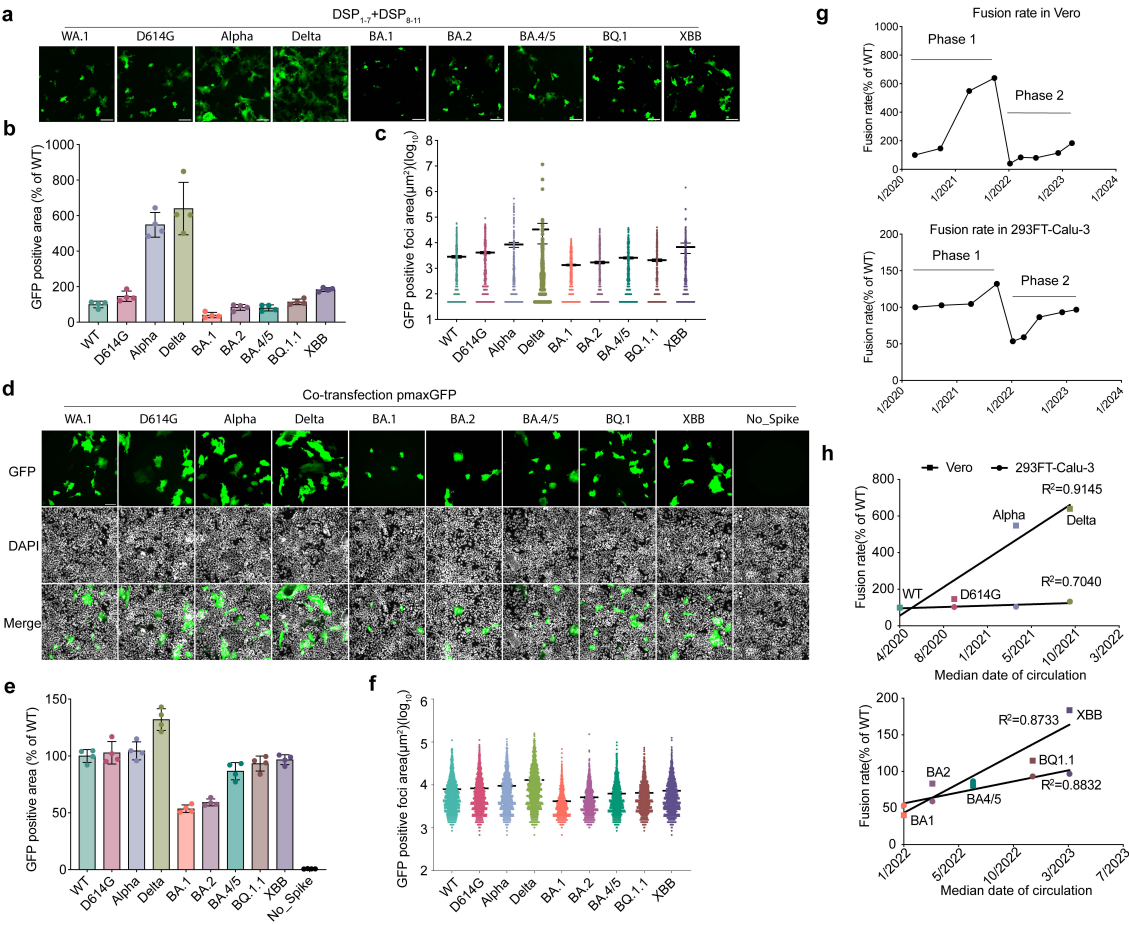 a
DSP1-7+DSP8-11
WA.1 D614G Alpha Delta BA.1 BA.2 BA.4/5 BQ.1 XBB
b
GFP positive area (% of WT)
1000
800
600
400
200
0
WT D614G Alpha Delta BA.1 BA.2 BA.4/5 BQ.1.1 XBB
c
GFP positive foci area(µm²)(log10)
8
7
6
5
4
3
2
1
WT D614G Alpha Delta BA.1 BA.2 BA.4/5 BQ.1.1 XBB
d
Co-transfection pmaxGFP
WA.1 D614G Alpha Delta BA.1 BA.2 BA.4/5 BQ.1 XBB No_Spike
GFP
DAPI
Merge
e
GFP positive area (% of WT)
150
100
50
0
WT D614G Alpha Delta BA.1 BA.2 BA.4/5 BQ.1.1 XBB No_Spike
f
GFP positive foci area(µm²)(log10)
6
5
4
3
2
WT D614G Alpha Delta BA.1 BA.2 BA.4/5 BQ.1.1 XBB
g
Fusion rate in Vero
Fusion rate(% of WT)
1000
800
600
400
200
0
Phase 1
Phase 2
1/2020 1/2021 1/2022 1/2023 1/2024
Fusion rate in 293FT-Calu-3
Fusion rate(% of WT)
200
150
100
50
0
Phase 1
Phase 2
1/2020 1/2021 1/2022 1/2023 1/2024
h
Vero 293FT-Calu-3
Fusion rate(% of WT)
800
600
400
200
0
R²=0.9145
Alpha
Delta
R²=0.7040
WT
D614G
4/2020 8/2020 1/2021 5/2021 10/2021 3/2022
Median date of circulation
Fusion rate(% of WT)
200
150
100
50
0
R²=0.8733
XBB
BQ1.1
BA2
R²=0.8832
BA4/5
BA1
1/2022 5/2022 10/2022 3/2023 7/2023
Median date of circulation